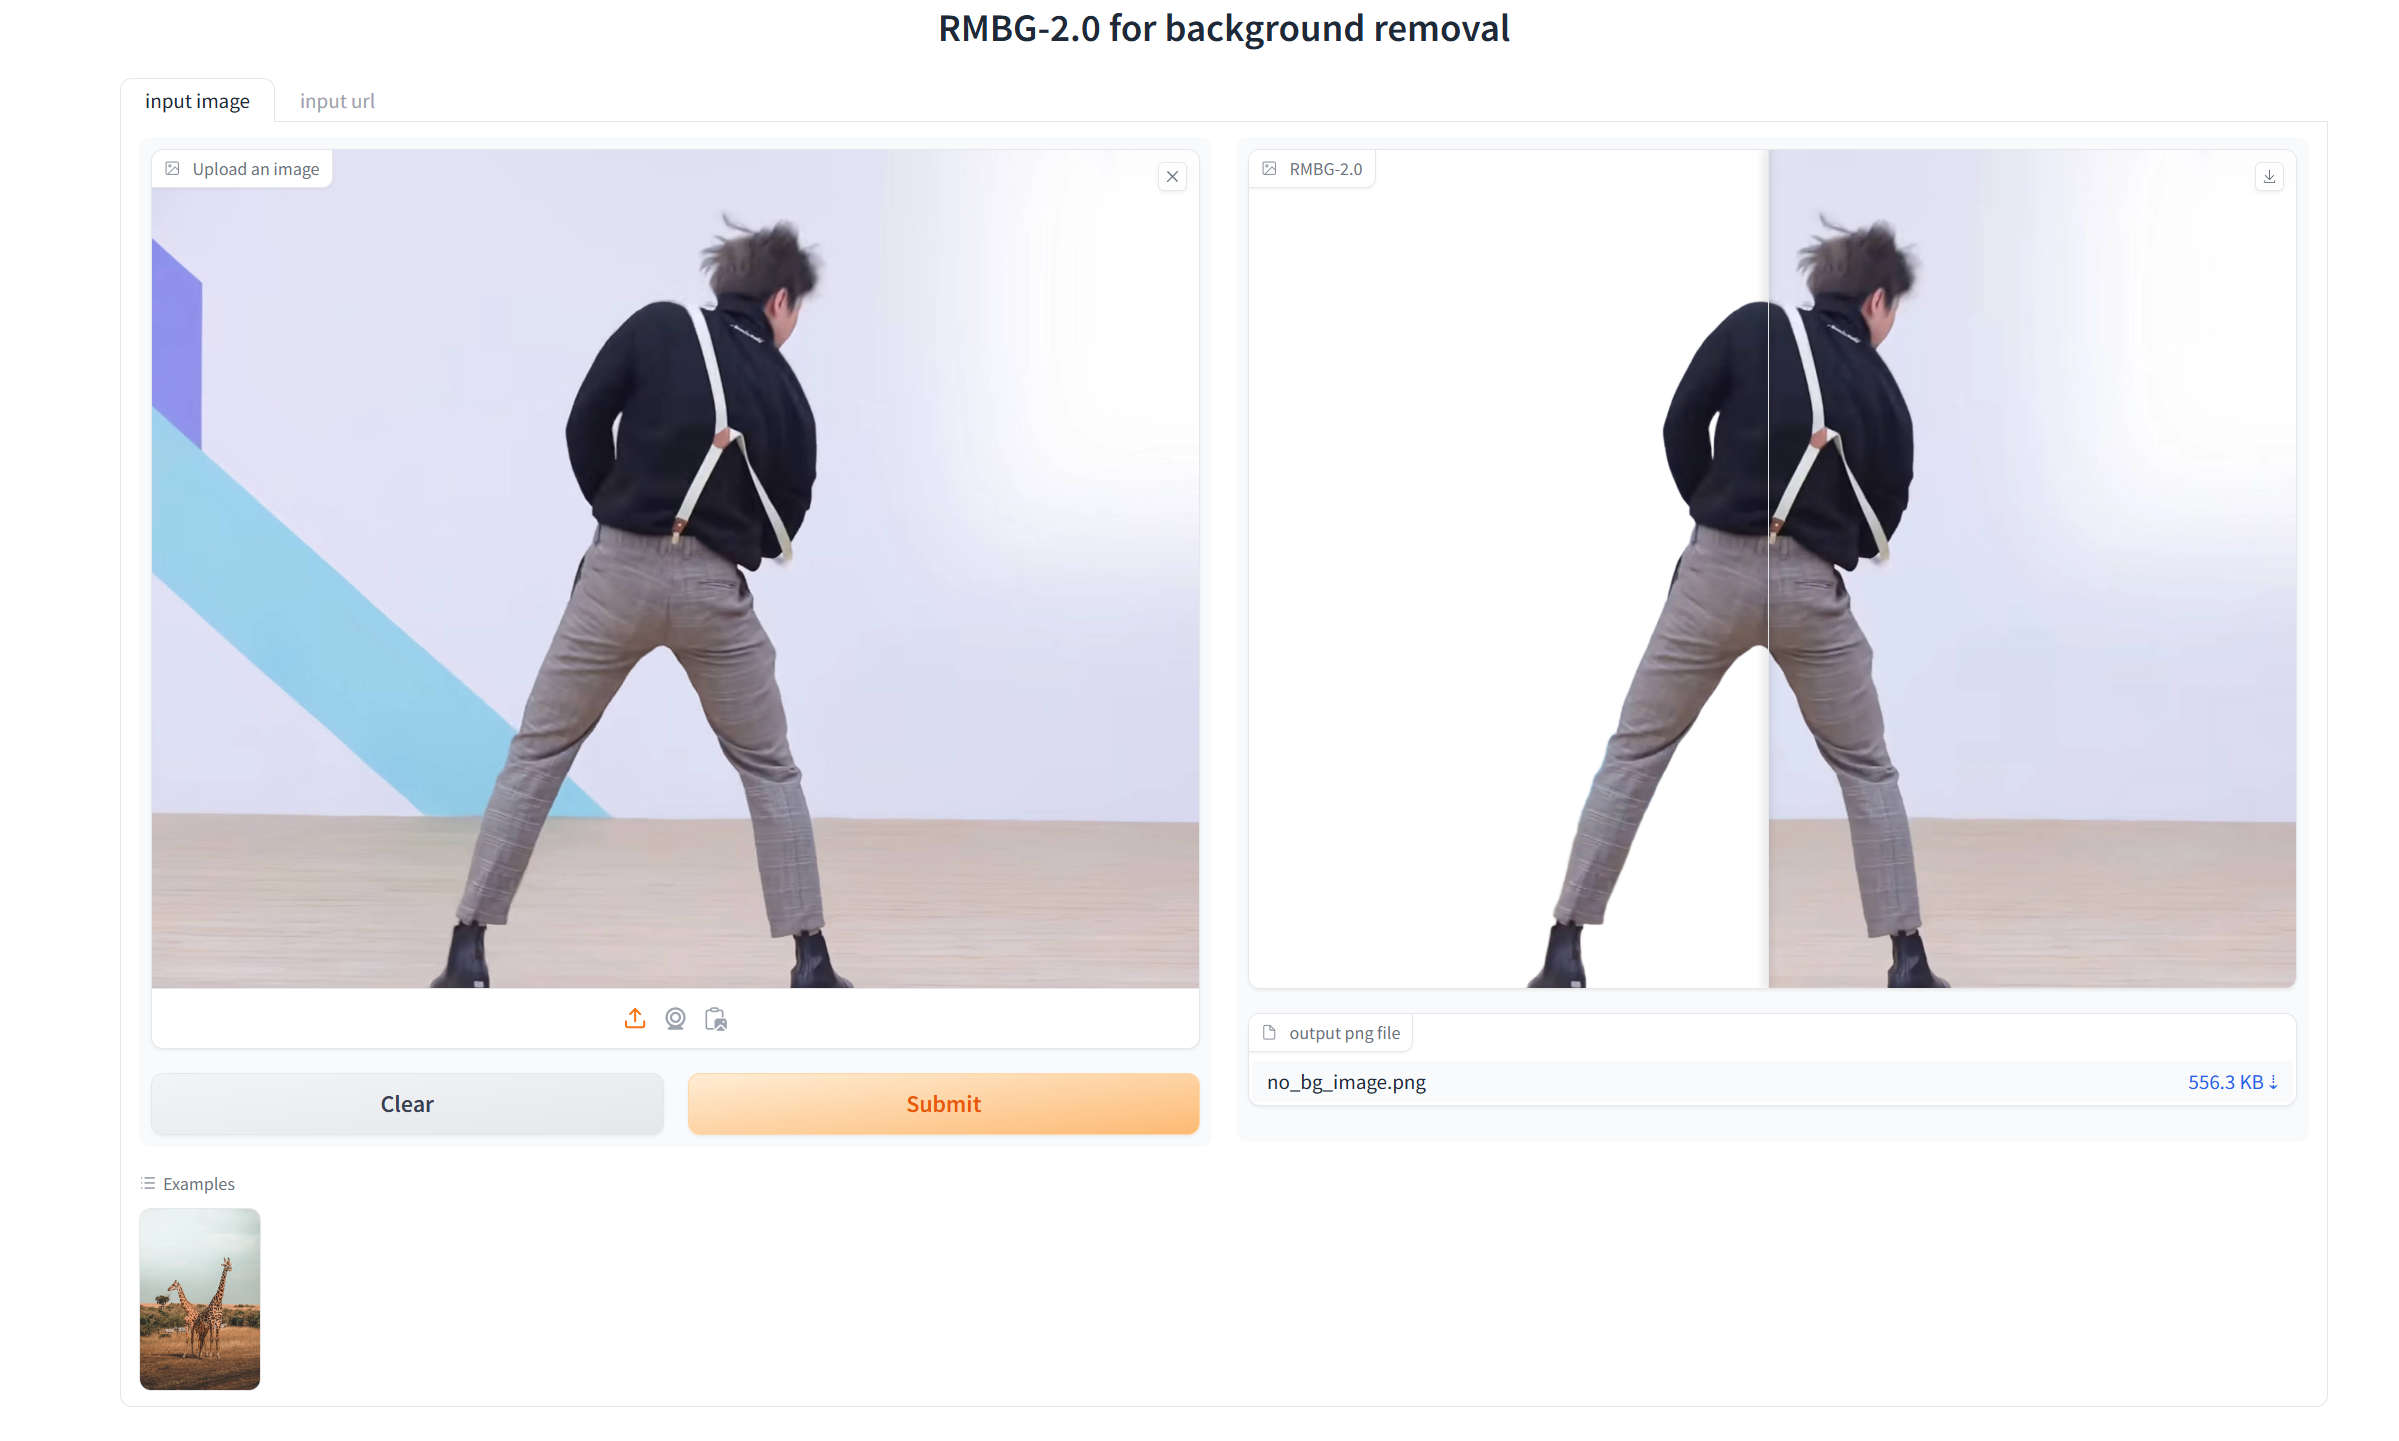 RMBG-2.0 for background removal
input image
input url
Upload an image
RMBG-2.0
output png file
no_bg_image.png
556.3 KB ⇣
Clear
Submit
Examples